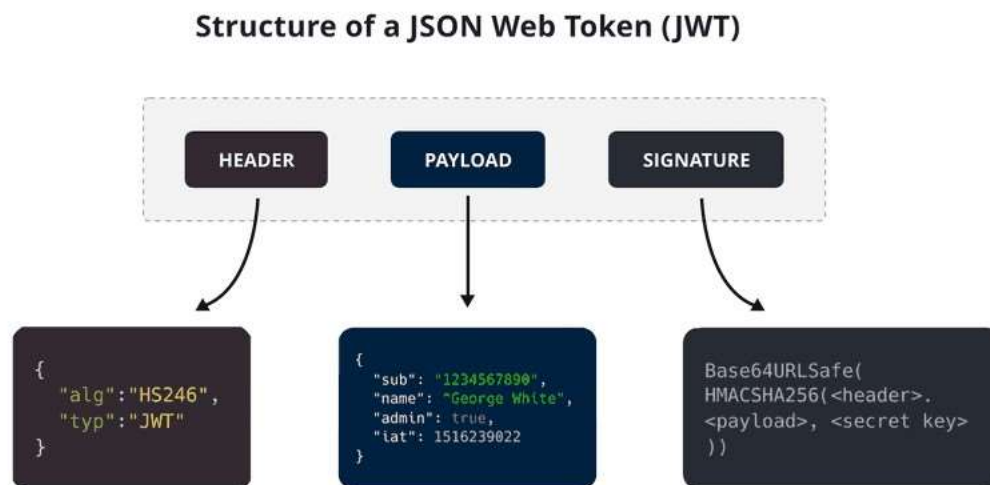 Structure of a JSON Web Token (JWT)
HEADER
PAYLOAD
SIGNATURE
{
"alg":"HS246",
"typ":"JWT"
}
{
"sub": "1234567890",
"name": "George White",
"admin": true,
"iat": 1516239022
}
Base64URLSafe(
HMACSHA256(<header>.
<payload>, <secret key>
))